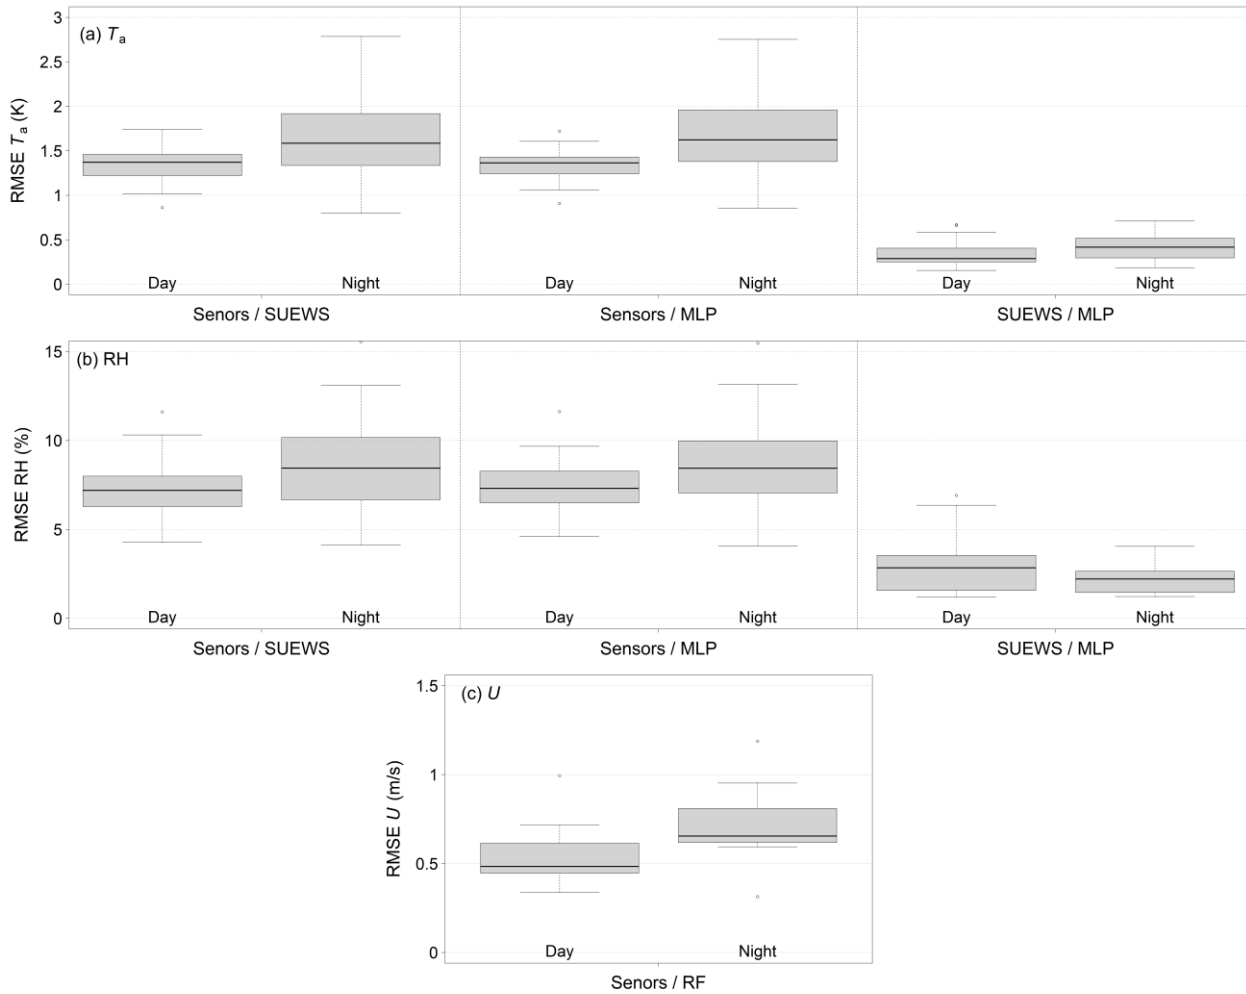 (a) Ta
RMSE Ta (K)
3
2.5
2
1.5
1
0.5
0
Day
Night
Day
Night
Day
Night
Senors / SUEWS
Sensors / MLP
SUEWS / MLP
(b) RH
RMSE RH (%)
15
10
5
0
Day
Night
Day
Night
Day
Night
Senors / SUEWS
Sensors / MLP
SUEWS / MLP
(c) U
RMSE U (m/s)
1.5
1
0.5
0
Day
Night
Senors / RF